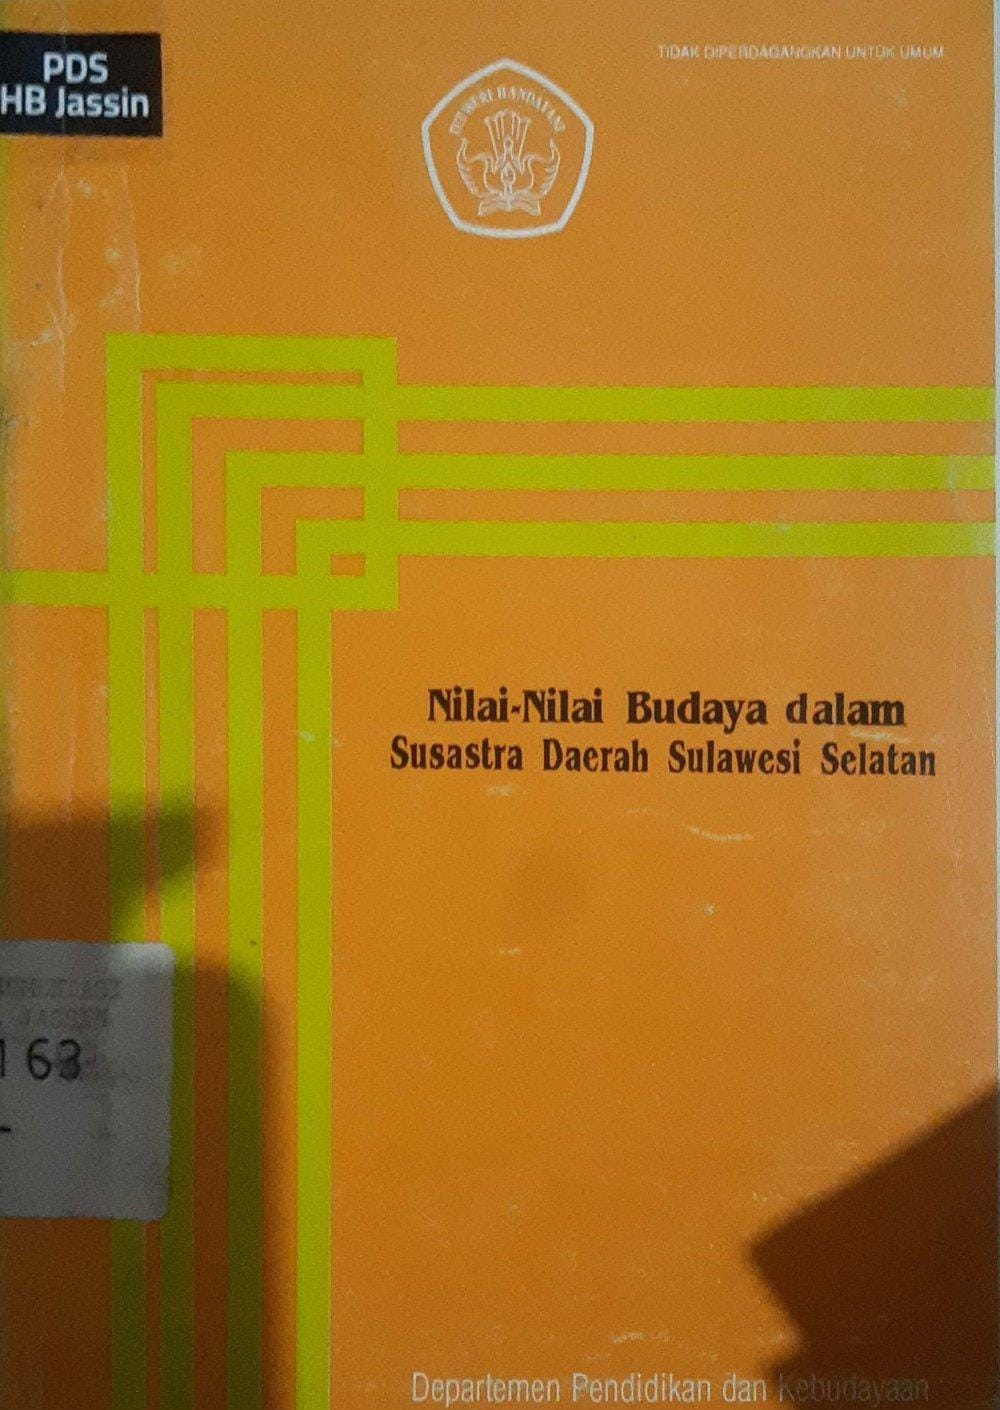 PDS
HB Jassin
TIDAK DIPERDAGANGKAN UNTUK UMUM
TUT WURI HANDAYANI
Nilai-Nilai Budaya dalam
Susastra Daerah Sulawesi Selatan
JASSIN
163
Departemen Pendidikan dan Kebudayaan